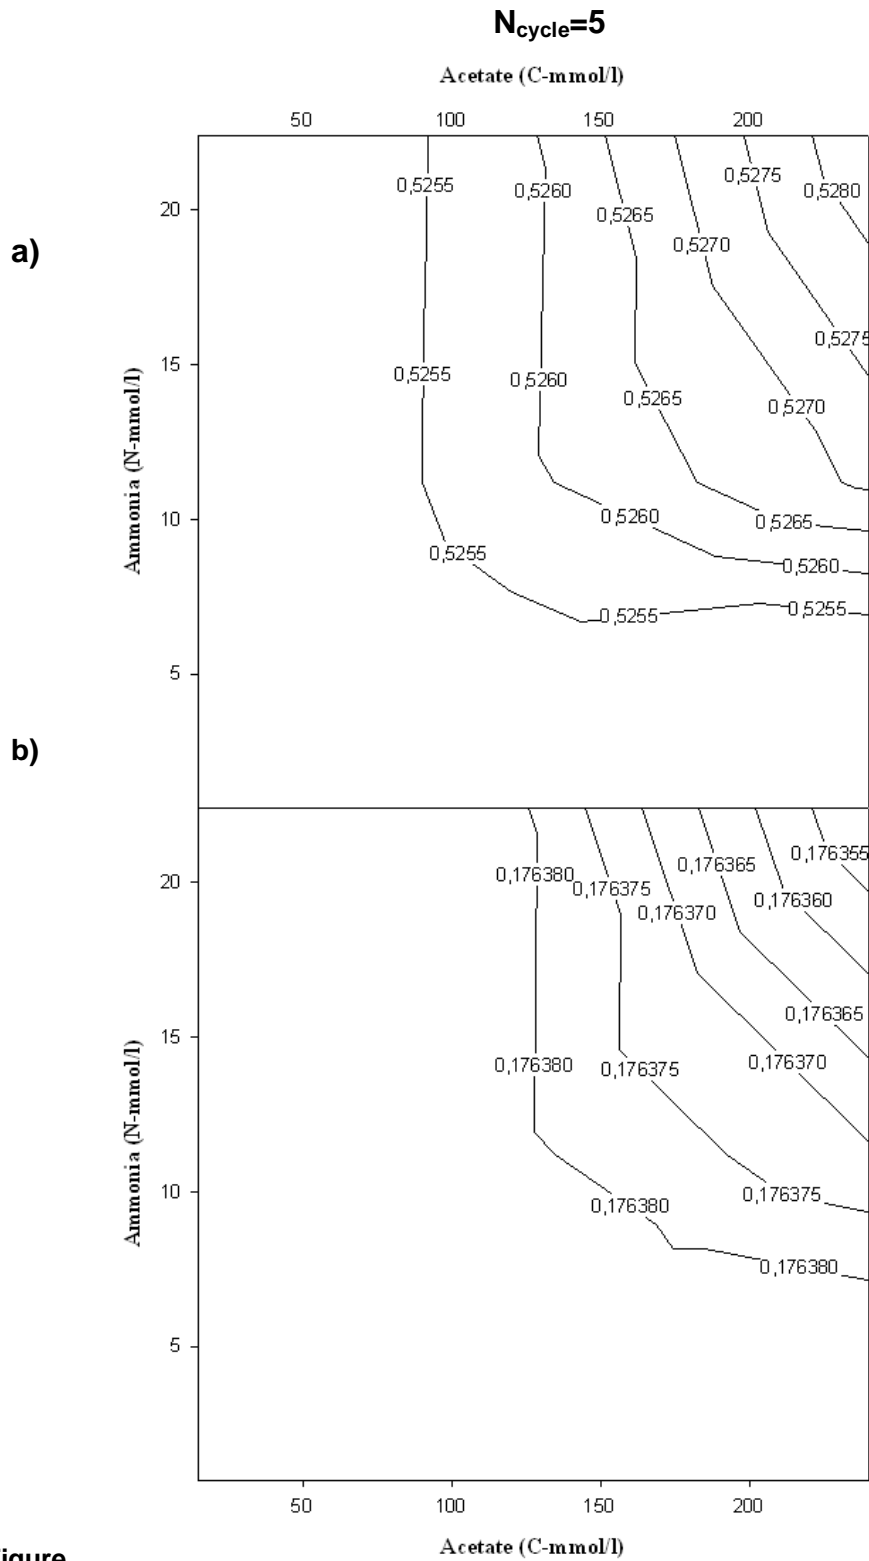 Ncycle=5
Acetate (C-mmol/l)
50 100 150 200
a)
Ammonia (N-mmol/l)
20
15
10
5
0,5255 0,5260 0,5265 0,5270 0,5275 0,5280
0,5275
0,5255 0,5260 0,5265 0,5270
0,5255 0,5260 0,5265
0,5260
0,5255 0,5255
b)
Ammonia (N-mmol/l)
20
15
10
5
0,176380 0,176375 0,176370 0,176365 0,176360 0,176355
0,176365
0,176380 0,176375 0,176370
0,176380 0,176375
0,176380
50 100 150 200
Acetate (C-mmol/l)